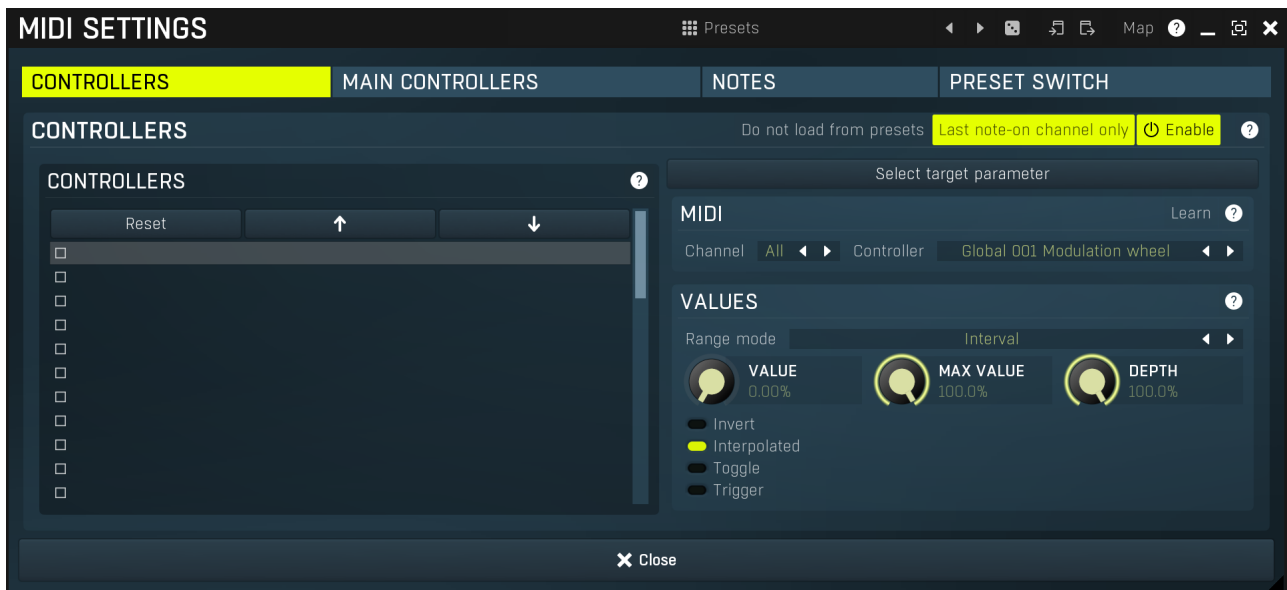 MIDI SETTINGS Presets Map ?
CONTROLLERS MAIN CONTROLLERS NOTES PRESET SWITCH
CONTROLLERS Do not load from presets Last note-on channel only Enable ?
CONTROLLERS ? Select target parameter
Reset MIDI Learn ?
Channel All Controller Global 001 Modulation wheel
VALUES ?
Range mode Interval
VALUE MAX VALUE DEPTH
0.00% 100.0% 100.0%
Invert
Interpolated
Toggle
Trigger
Close